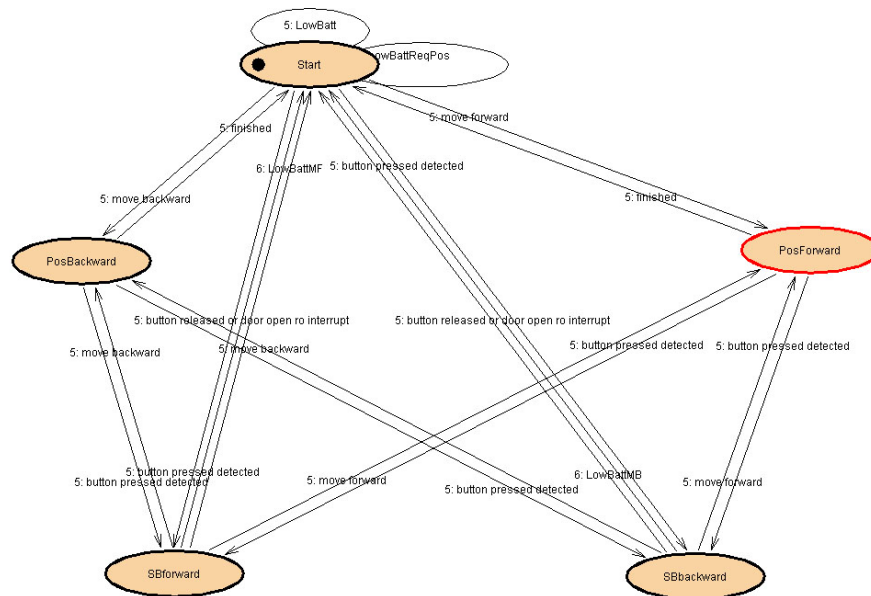 5: LowBatt
owBattReqPos
Start
5: move forward
5: finished
6: LowBattMF
5: button pressed detected
5: move backward
5: finished
PosBackward
PosForward
5: button released or door open ro interrupt
5: button released or door open ro interrupt
5: move backward
5: move backward
5: button pressed detected
5: button pressed detected
5: button pressed detected
5: button pressed detected
5: move forward
5: button pressed detected
6: LowBattMB
5: move forward
SBforward
SBbackward